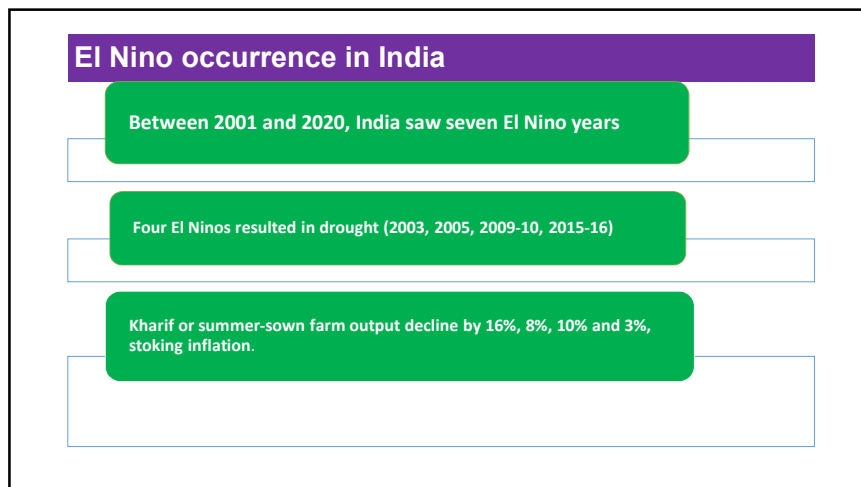 El Nino occurrence in India
Between 2001 and 2020, India saw seven El Nino years
Four El Ninos resulted in drought (2003, 2005, 2009-10, 2015-16)
Kharif or summer-sown farm output decline by 16%, 8%, 10% and 3%,
stoking inflation.